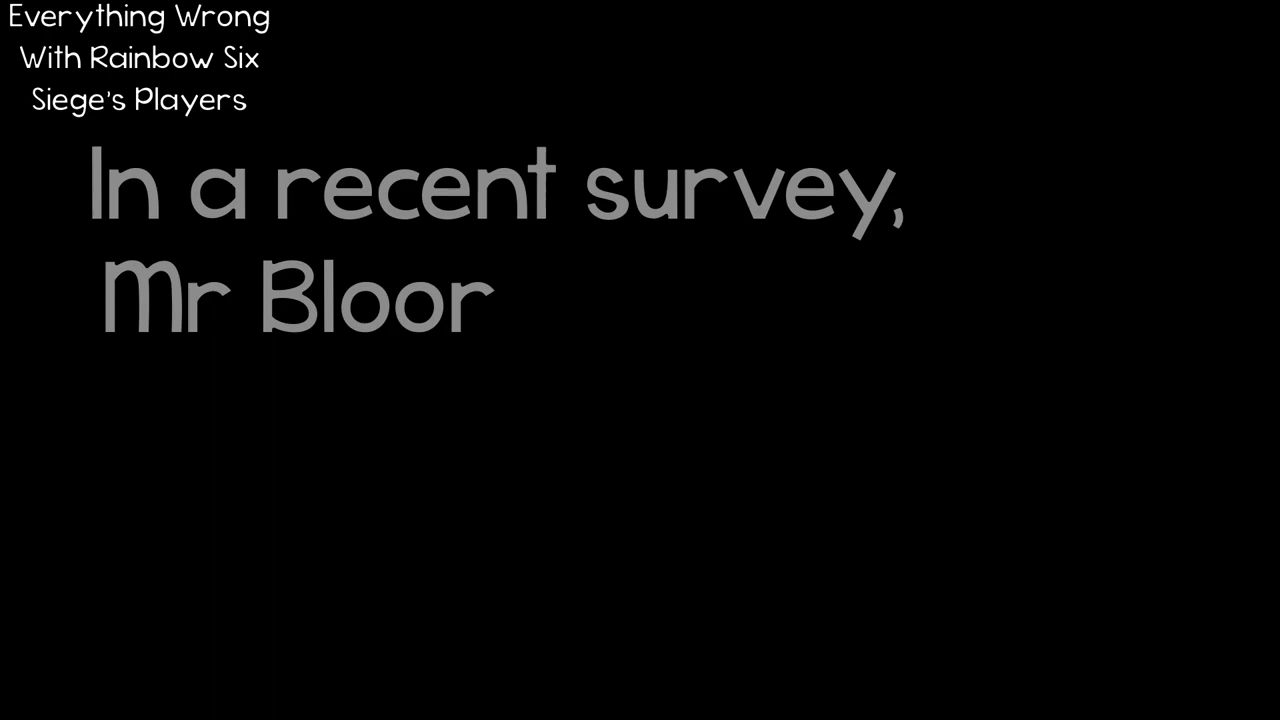 Everything Wrong
With Rainbow Six
Siege's Players
In a recent survey,
Mr Bloor